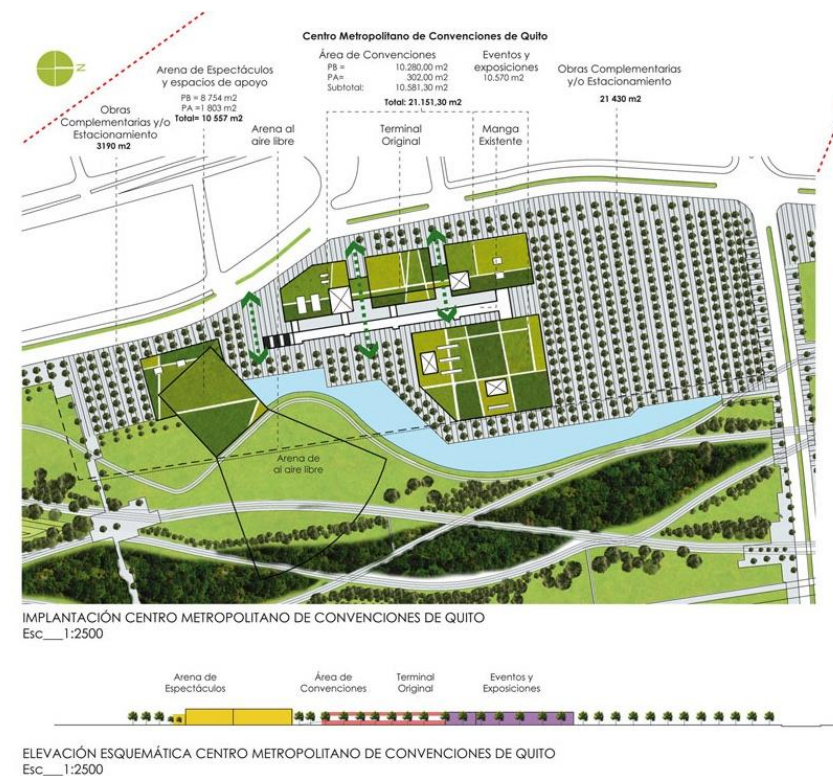 Centro Metropolitano de Convenciones de Quito
Área de Convenciones
PB = 10.280,00 m2
PA= 302,00 m2
Subtotal: 10.581,30 m2
Total: 21.151,30 m2
Eventos y
exposiciones
10.570 m2
Arena de Espectáculos
y espacios de apoyo
PB = 8 754 m2
PA =1 803 m2
Total= 10 557 m2
Obras Complementarias
y/o Estacionamiento
21 430 m2
Obras
Complementarias y/o
Estacionamiento
3190 m2
Arena al
aire libre
Terminal
Original
Manga
Existente
N
Arena de
al aire libre
IMPLANTACIÓN CENTRO METROPOLITANO DE CONVENCIONES DE QUITO
Esc___1:2500
Arena de
Espectáculos
Área de
Convenciones
Terminal
Original
Eventos y
Exposiciones
ELEVACIÓN ESQUEMÁTICA CENTRO METROPOLITANO DE CONVENCIONES DE QUITO
Esc___1:2500